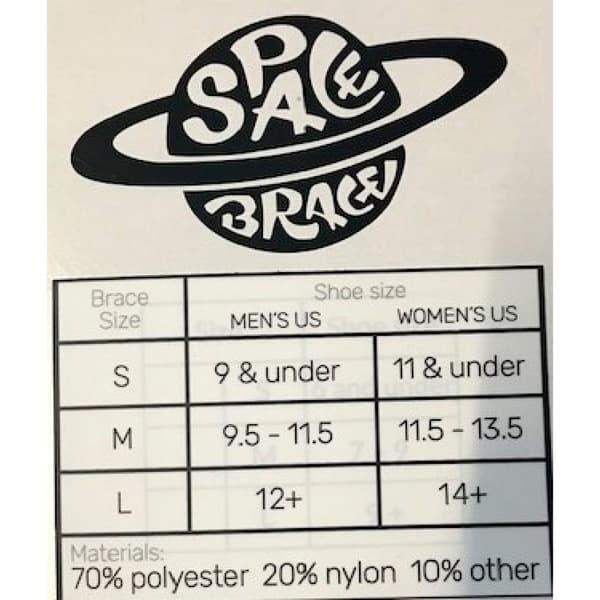 SPACE
BRACE
Brace Size
Shoe size
MEN'S US
WOMEN'S US
S
9 & under
11 & under
M
9.5 - 11.5
11.5 - 13.5
L
12+
14+
Materials:
70% polyester 20% nylon 10% other